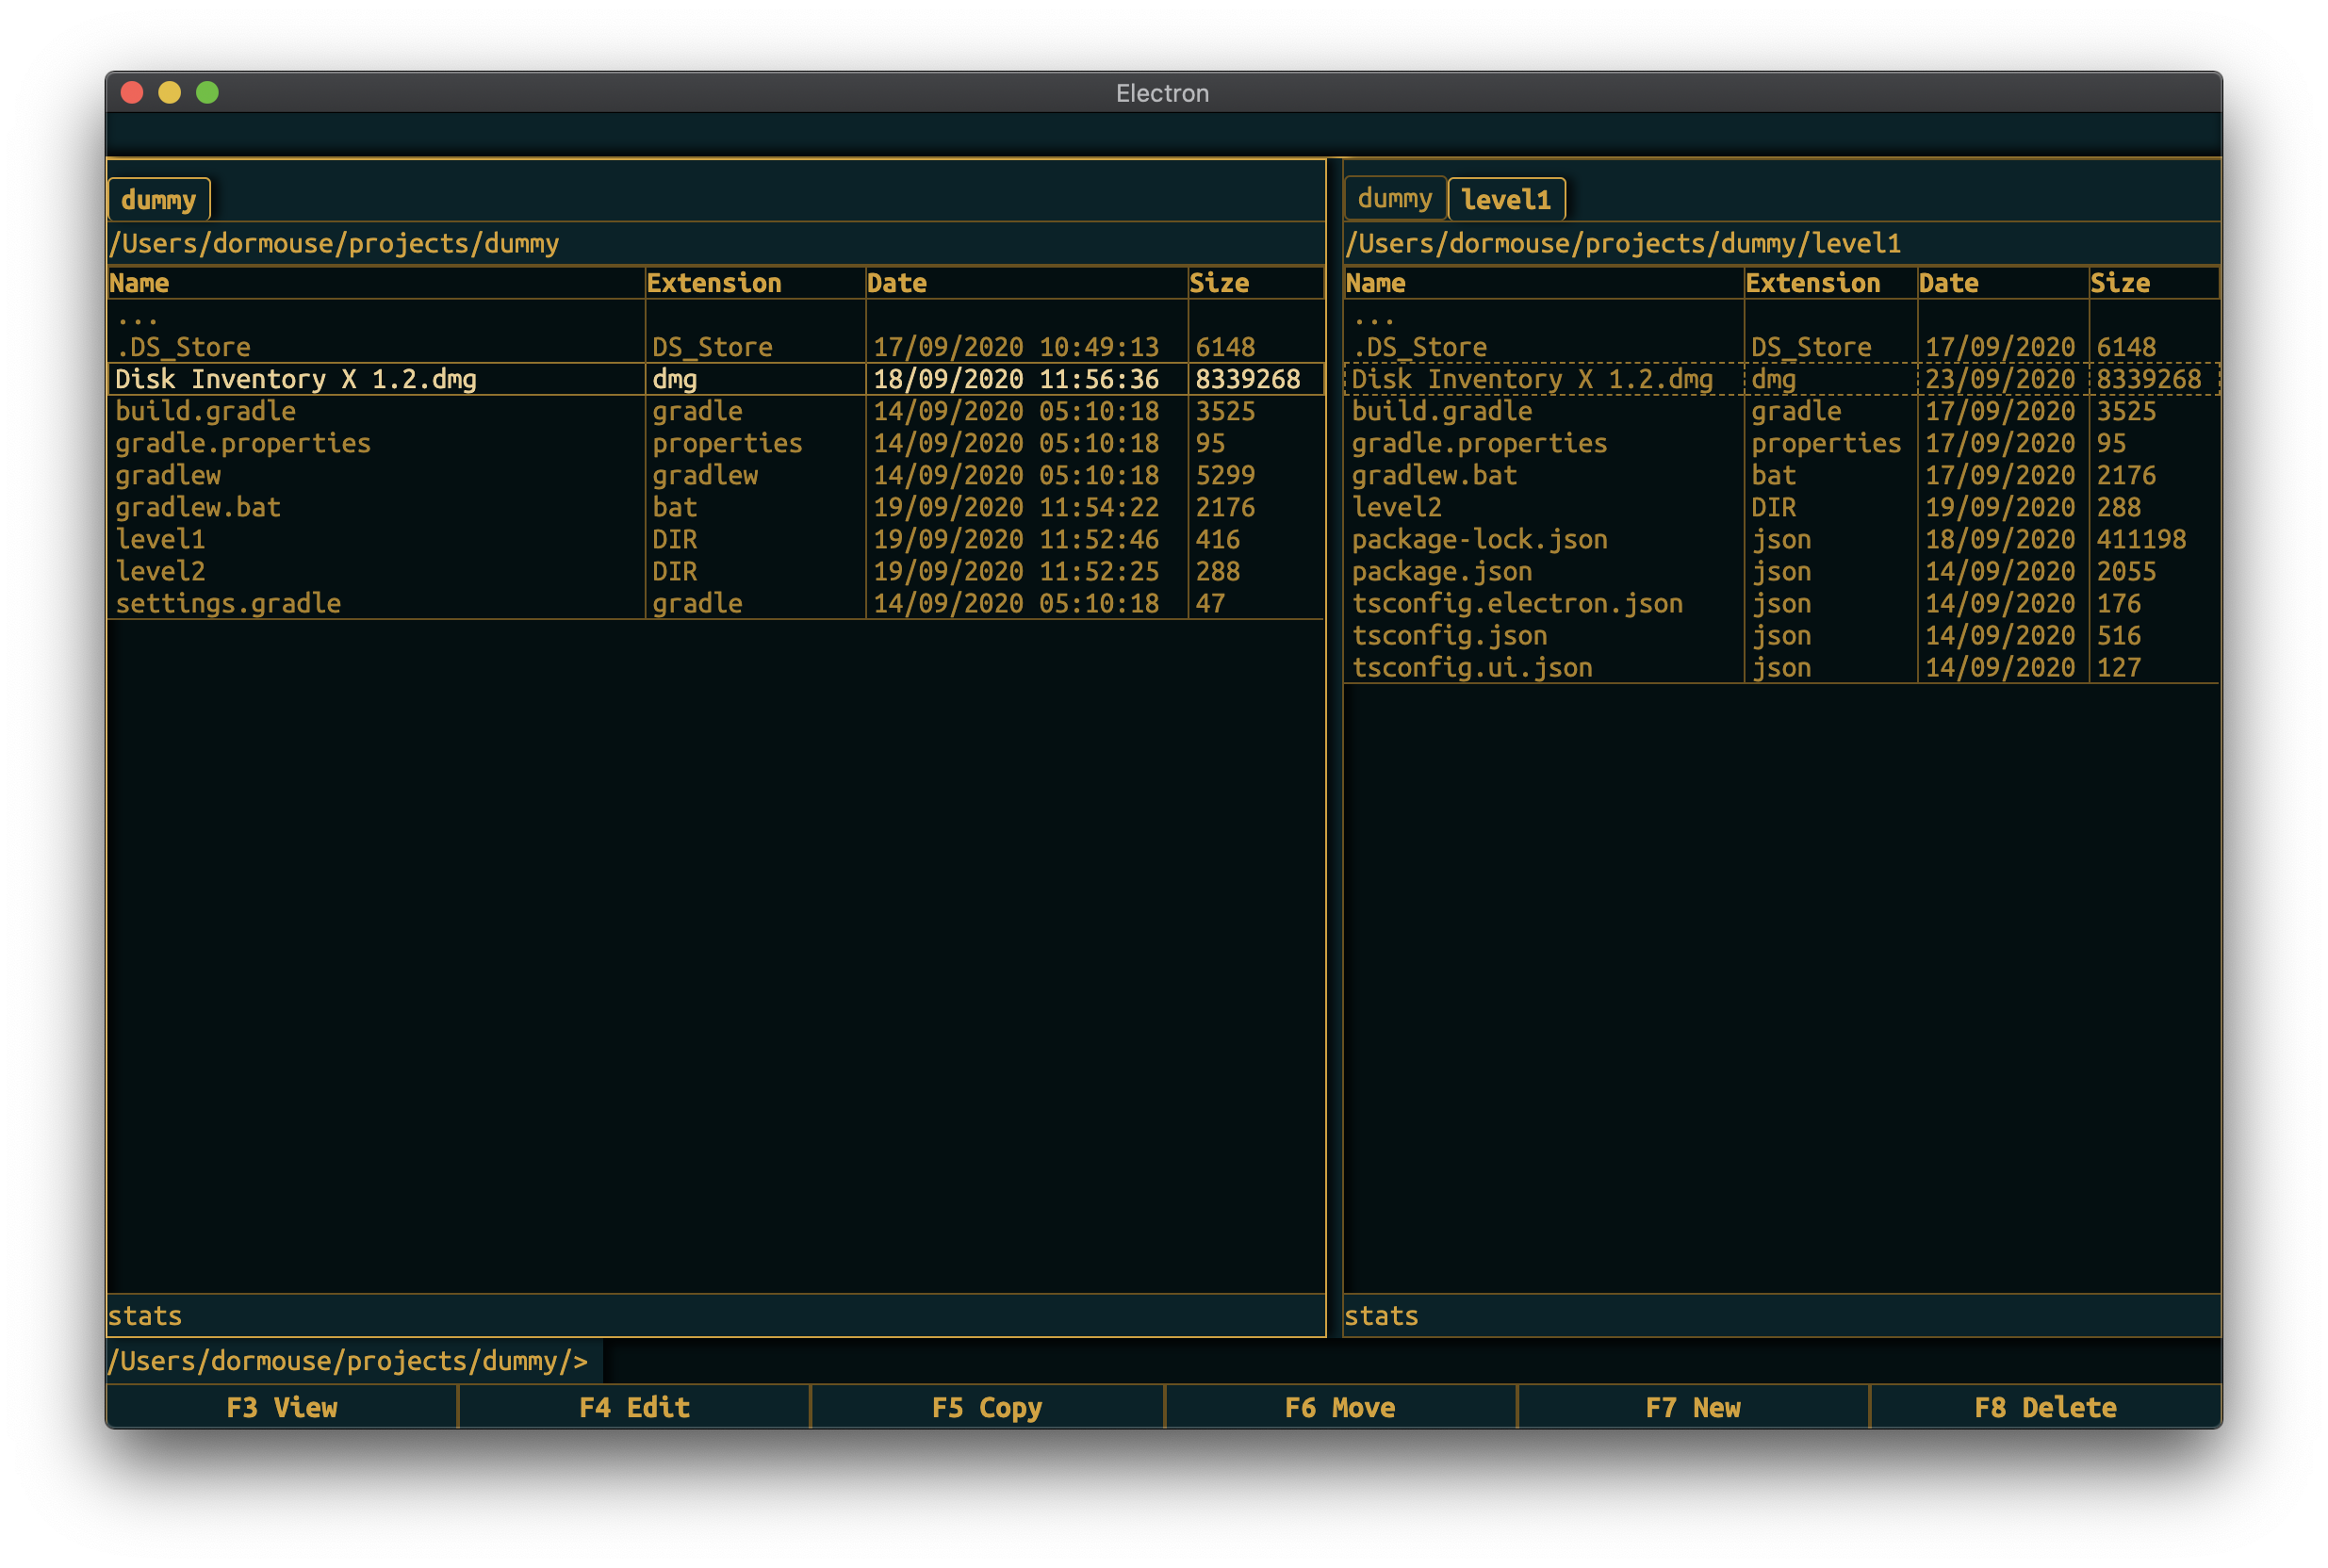 Electron
dummy
/Users/dormouse/projects/dummy
Name Extension Date Size
...
.DS_Store DS_Store 17/09/2020 10:49:13 6148
Disk Inventory X 1.2.dmg dmg 18/09/2020 11:56:36 8339268
build.gradle gradle 14/09/2020 05:10:18 3525
gradle.properties properties 14/09/2020 05:10:18 95
gradlew gradlew 14/09/2020 05:10:18 5299
gradlew.bat bat 19/09/2020 11:54:22 2176
level1 DIR 19/09/2020 11:52:46 416
level2 DIR 19/09/2020 11:52:25 288
settings.gradle gradle 14/09/2020 05:10:18 47
stats
dummy level1
/Users/dormouse/projects/dummy/level1
Name Extension Date Size
...
.DS_Store DS_Store 17/09/2020 6148
Disk Inventory X 1.2.dmg dmg 23/09/2020 8339268
build.gradle gradle 17/09/2020 3525
gradle.properties properties 17/09/2020 95
gradlew.bat bat 17/09/2020 2176
level2 DIR 19/09/2020 288
package-lock.json json 18/09/2020 411198
package.json json 14/09/2020 2055
tsconfig.electron.json json 14/09/2020 176
tsconfig.json json 14/09/2020 516
tsconfig.ui.json json 14/09/2020 127
stats
/Users/dormouse/projects/dummy/>
F3 View F4 Edit F5 Copy F6 Move F7 New F8 Delete